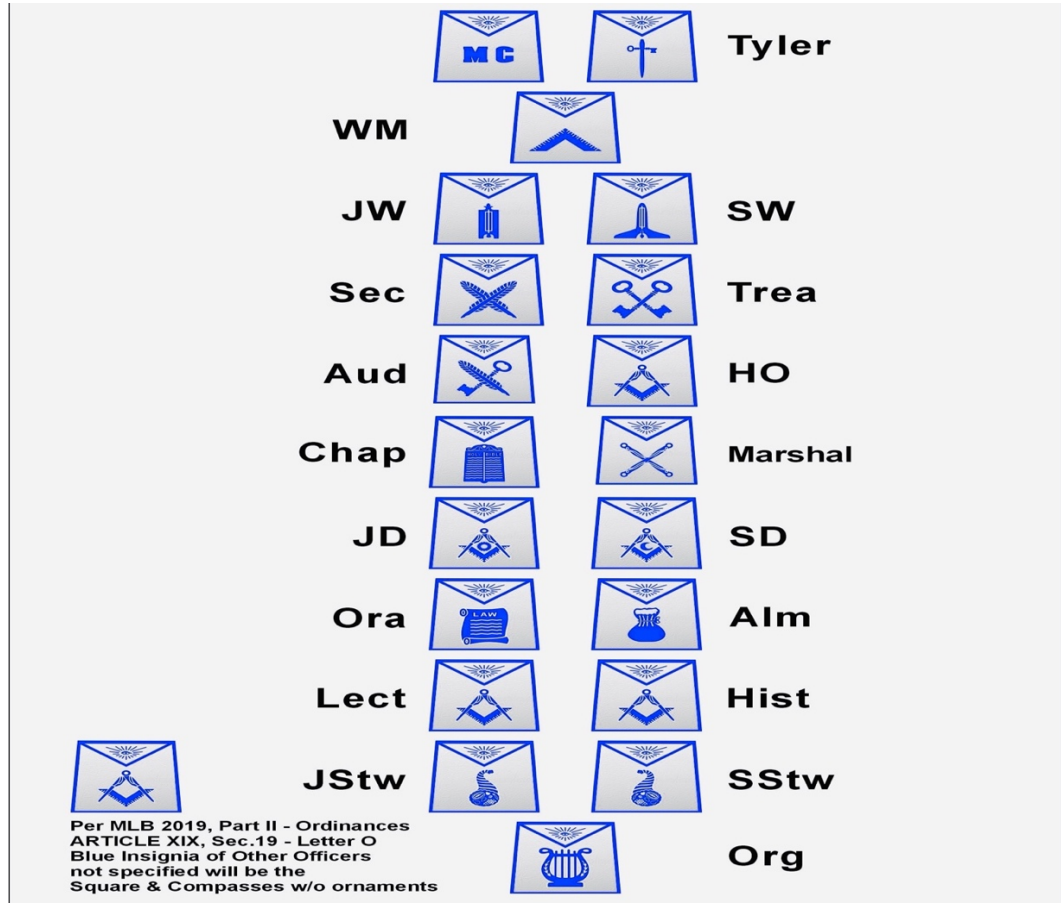 MC Tyler
WM
JW SW
Sec Trea
Aud HO
Chap Marshal
JD SD
Ora LAW Alm
Lect Hist
JStw SStw
Per MLB 2019, Part II - Ordinances
ARTICLE XIX, Sec.19 - Letter O
Blue Insignia of Other Officers
not specified will be the
Square & Compasses w/o ornaments
Org